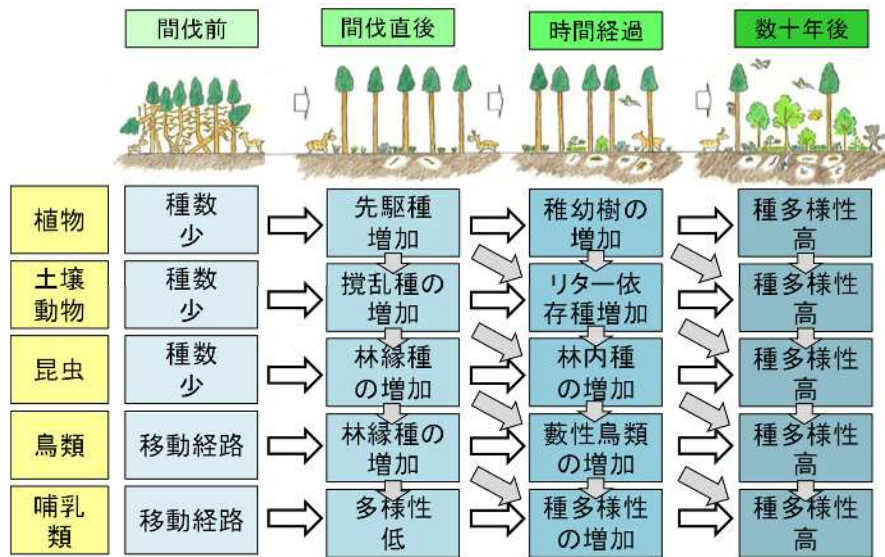 間伐前
間伐直後
時間経過
数十年後
植物
種数
少
先駆種
増加
稚幼樹の
増加
種多様性
高
土壌
動物
種数
少
撹乱種の
増加
リター依
存種増加
種多様性
高
昆虫
種数
少
林縁種
の増加
林内種
の増加
種多様性
高
鳥類
移動経路
林縁種の
増加
藪性鳥類
の増加
種多様性
高
哺乳
類
移動経路
多様性
低
種多様性
の増加
種多様性
高